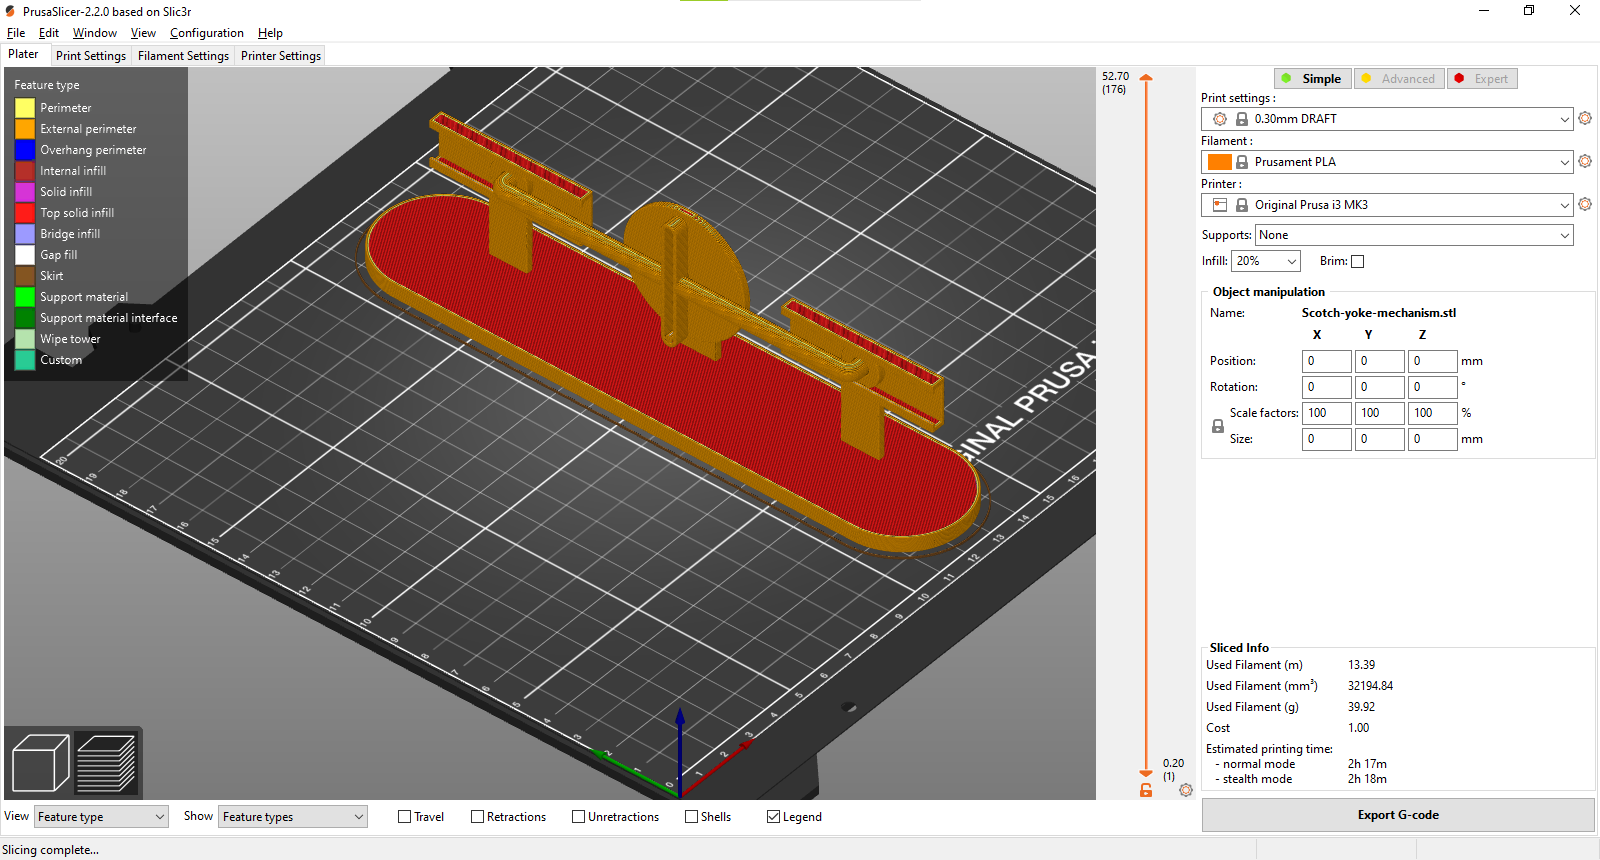 PrusaSlicer-2.2.0 based on Slic3r
File Edit Window View Configuration Help
Plater Print Settings Filament Settings Printer Settings
Feature type
Perimeter
External perimeter
Overhang perimeter
Internal infill
Solid infill
Top solid infill
Bridge infill
Gap fill
Skirt
Support material
Support material interface
Wipe tower
Custom
52.70
(176)
0.20
(1)
INAL PRUSA
20
19
18
17
16
15
14
13
12
11
10
9
8
7
6
5
4
3
2
1
0
1
2
3
4
5
6
7
8
9
10
11
12
13
14
15
16
Simple Advanced Expert
Print settings :
0.30mm DRAFT
Filament :
Prusament PLA
Printer :
Original Prusa i3 MK3
Supports: None
Infill: 20% Brim:
Object manipulation
Name: Scotch-yoke-mechanism.stl
X Y Z
Position: 0 0 0 mm
Rotation: 0 0 0 °
Scale factors: 100 100 100 %
Size: 0 0 0 mm
Sliced Info
Used Filament (m) 13.39
Used Filament (mm³) 32194.84
Used Filament (g) 39.92
Cost 1.00
Estimated printing time:
- normal mode 2h 17m
- stealth mode 2h 18m
Export G-code
View Feature type Show Feature types Travel Retractions Unretractions Shells Legend
Slicing complete...